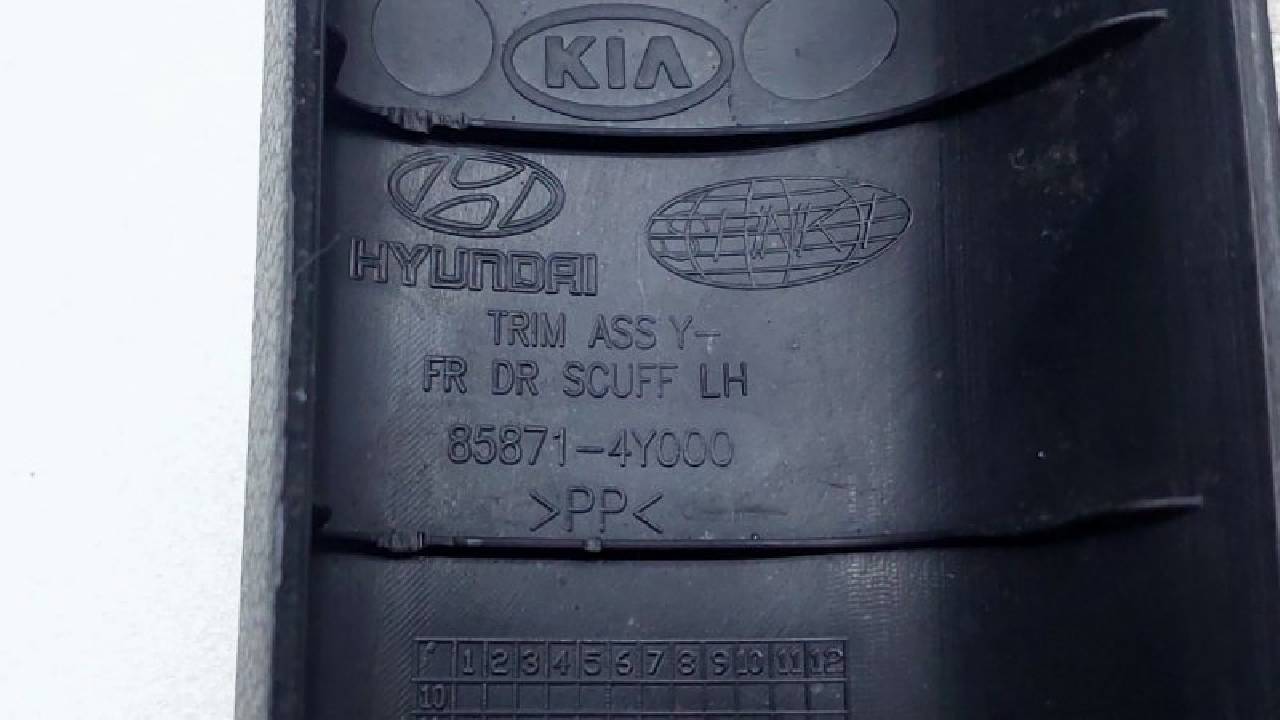 KIA
HYUNDAI
TRIM ASS Y-
FR DR SCUFF LH
85871-4Y000
>PP<
1 2 3 4 5 6 7 8 9 10 11 12
10